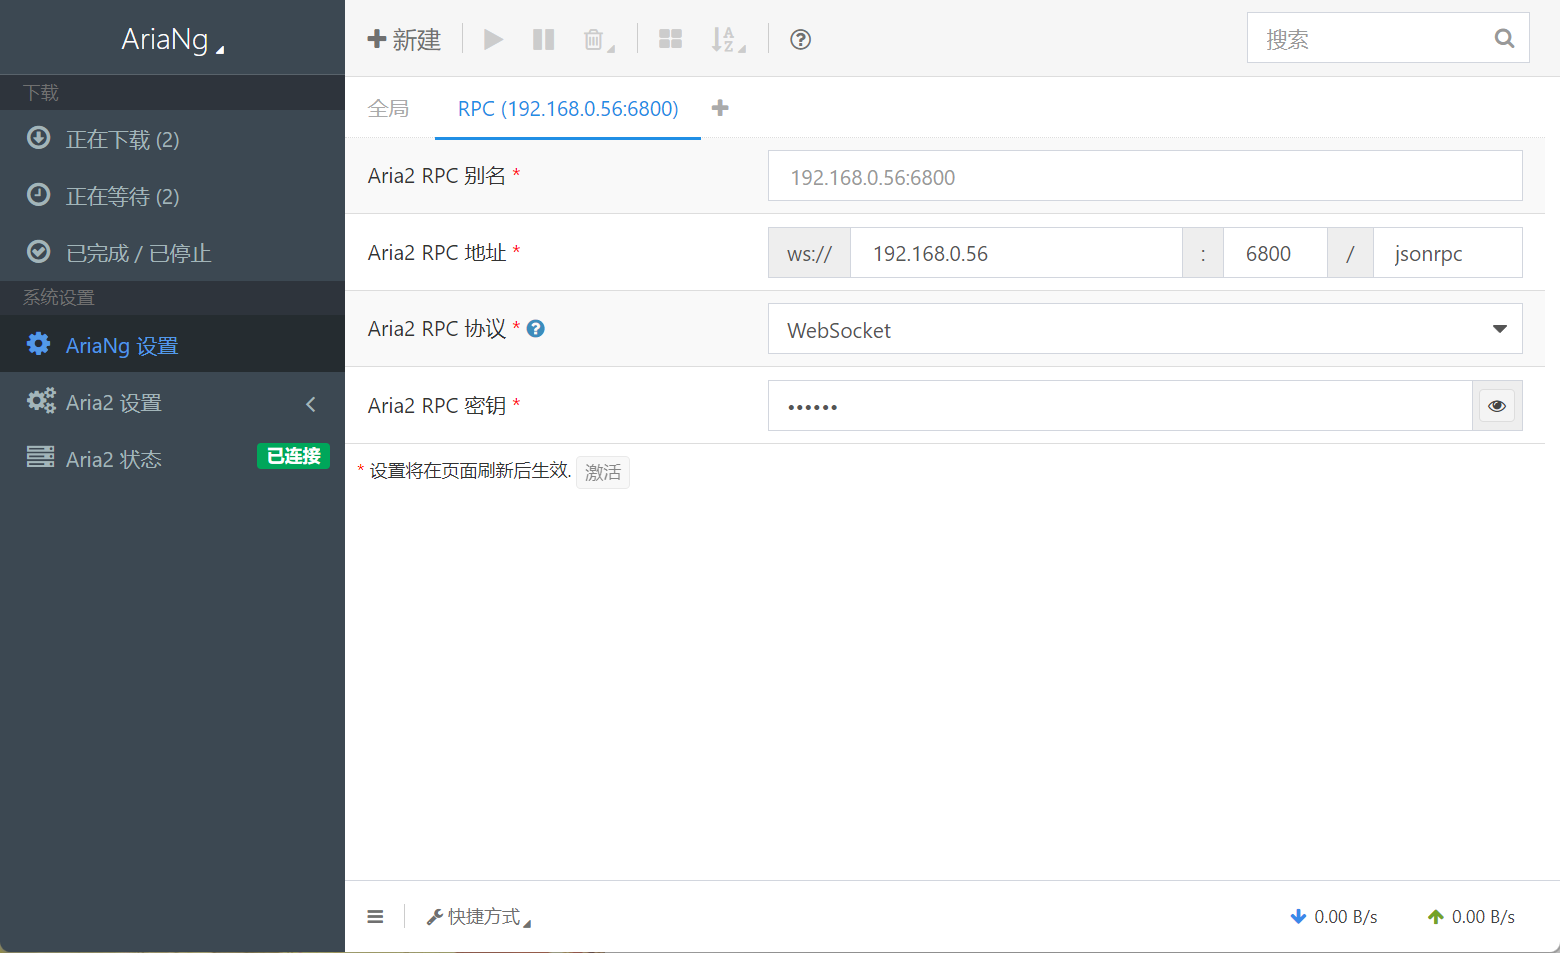 AriaNg
下载
正在下载 (2)
正在等待 (2)
已完成 / 已停止
系统设置
AriaNg 设置
Aria2 设置
Aria2 状态 已连接
新建
搜索
全局 RPC (192.168.0.56:6800)
Aria2 RPC 别名 * 192.168.0.56:6800
Aria2 RPC 地址 * ws:// 192.168.0.56 : 6800 / jsonrpc
Aria2 RPC 协议 * WebSocket
Aria2 RPC 密钥 * ••••••
* 设置将在页面刷新后生效. 激活
快捷方式 0.00 B/s 0.00 B/s